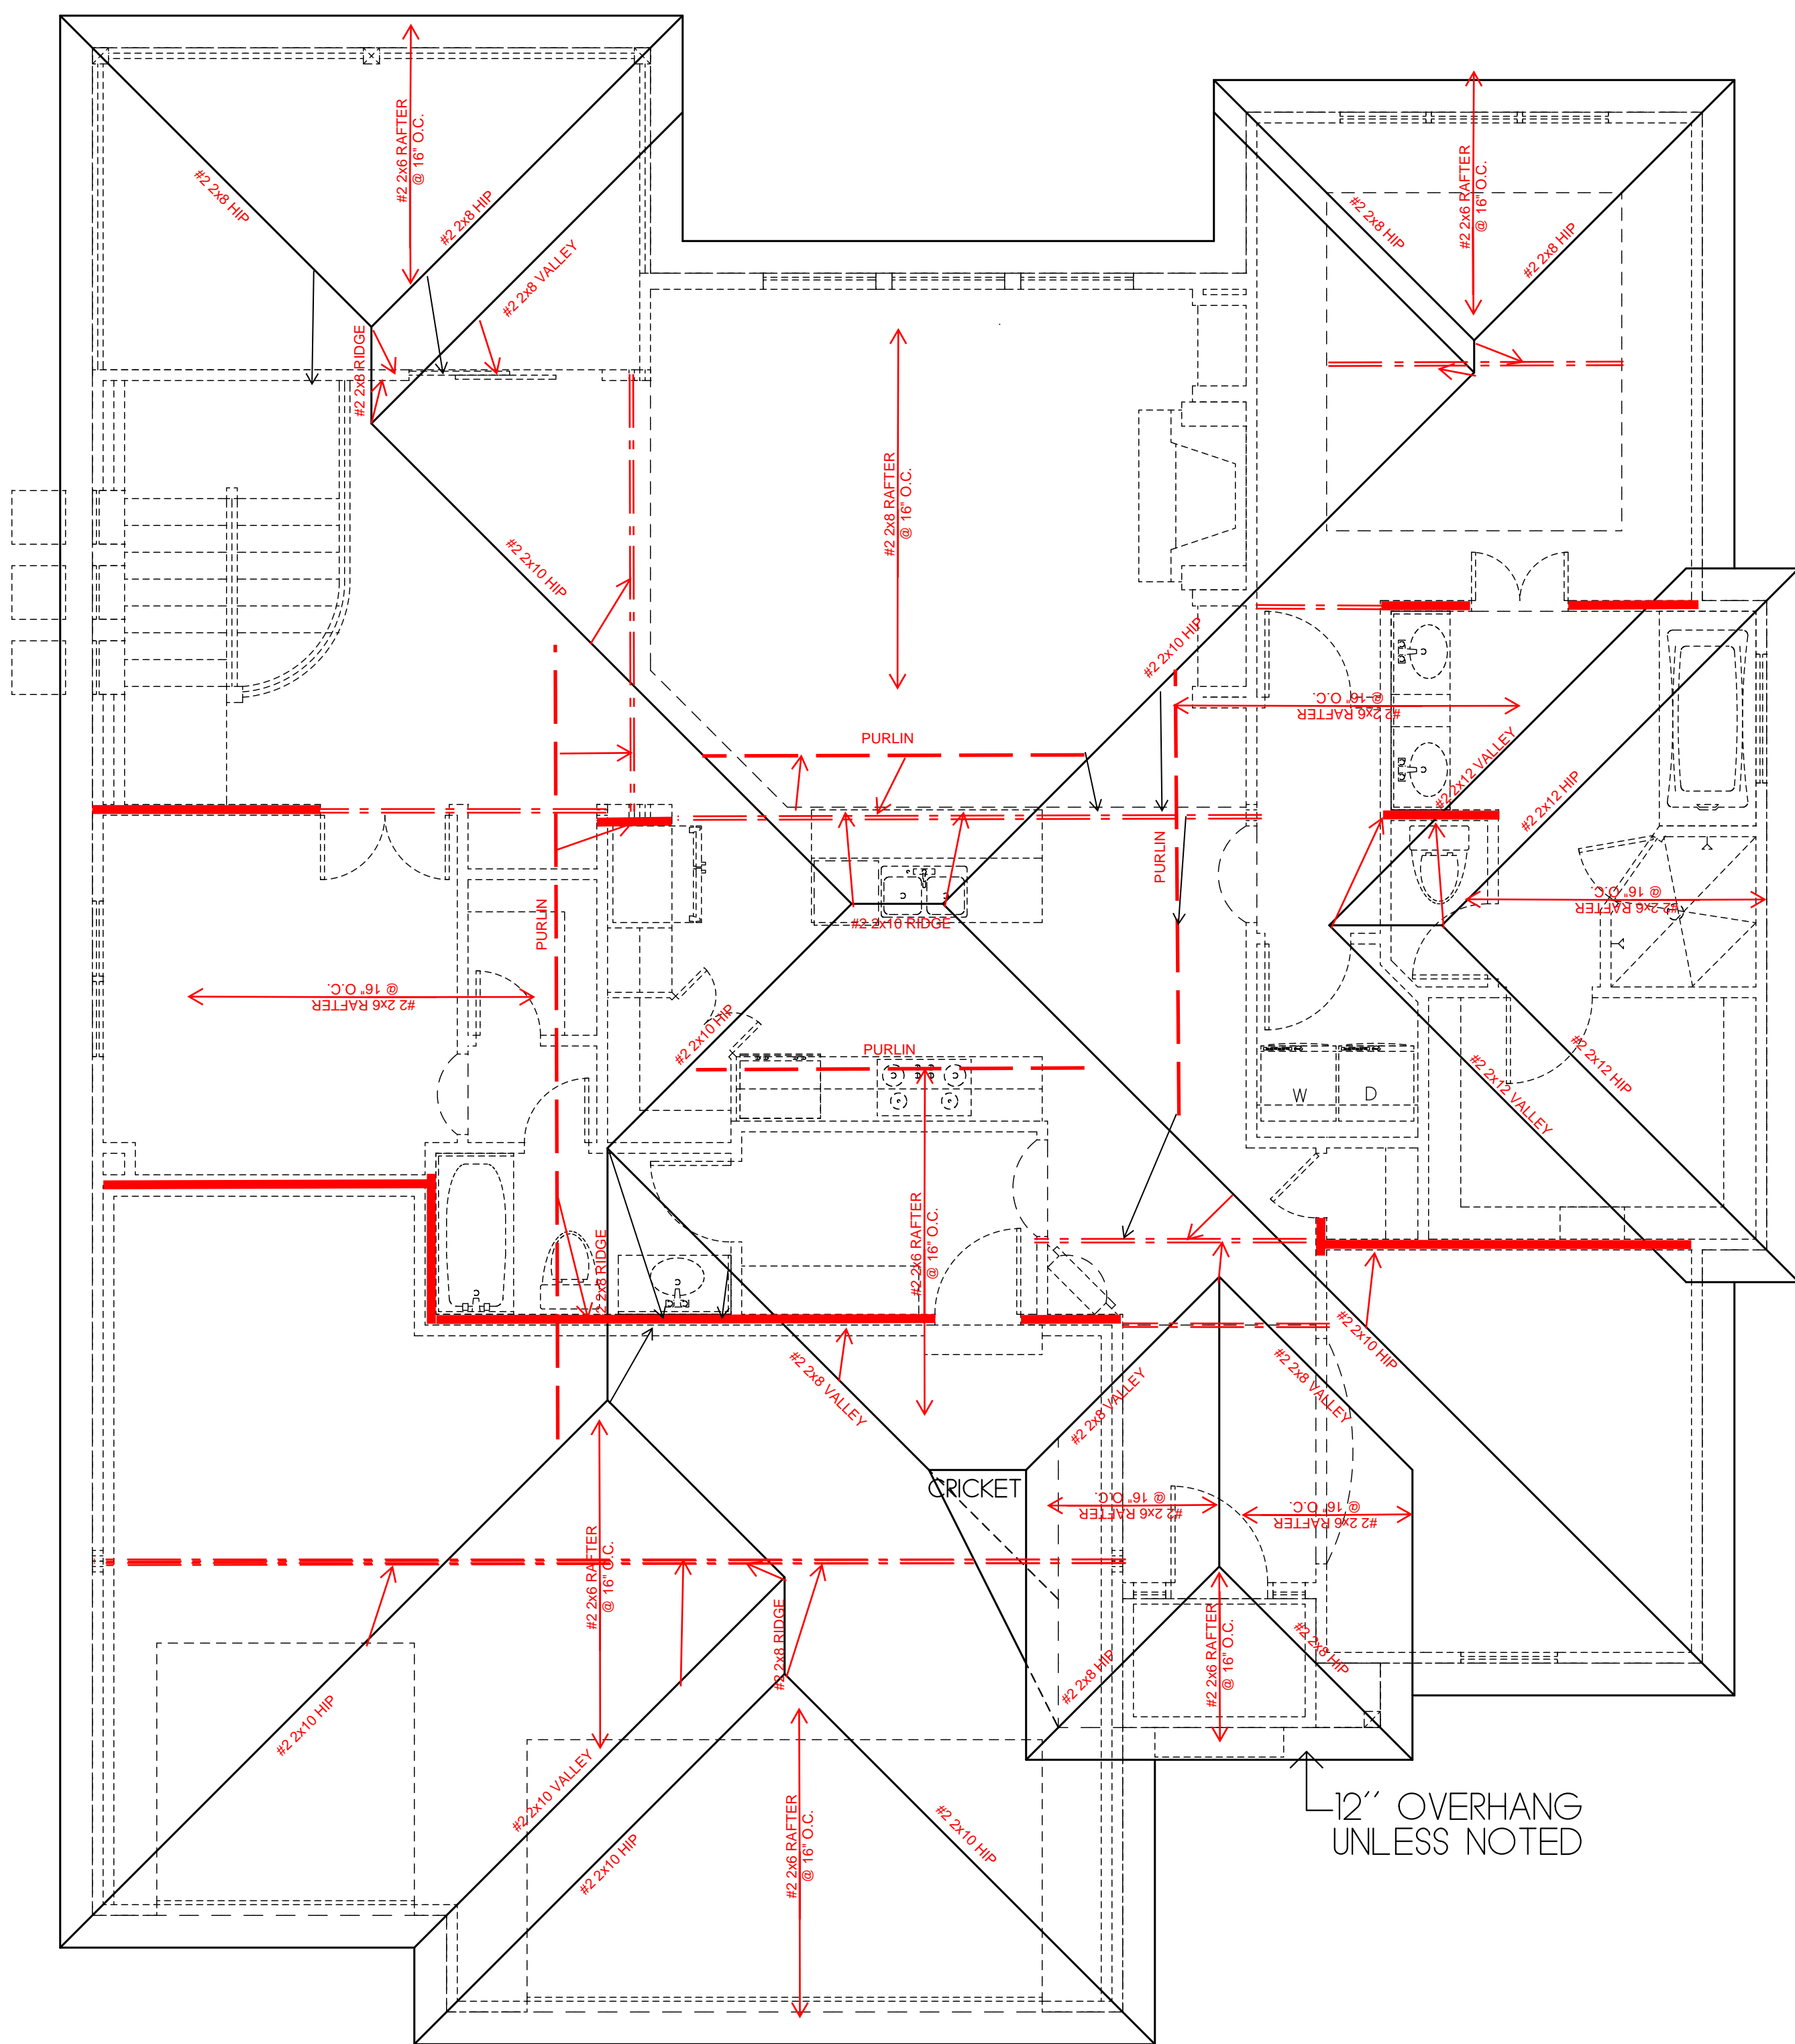 #2 2x6 RAFTER
@ 16" O.C.
#2 2x6 RAFTER
@ 16" O.C.
#2 2x8 HIP
#2 2x8 HIP
#2 2x8 HIP
#2 2x8 HIP
#2 2x8 VALLEY
#2 2x8 RIDGE
#2 2x8 RAFTER
@ 16" O.C.
#2 2x10 HIP
#2 2x10 HIP
#2 2x6 RAFTER
@ 16" O.C.
PURLIN
#2 2x12 VALLEY
#2 2x12 HIP
PURLIN
PURLIN
#2 2x6 RAFTER
@ 16" O.C.
#2 2x10 RIDGE
#2 2x6 RAFTER
@ 16" O.C.
#2 2x10 HIP
PURLIN
W
D
#2 2x12 VALLEY
#2 2x12 HIP
#2 2x6 RAFTER
@ 16" O.C.
2 2x8 RIDGE
#2 2x8 VALLEY
#2 2x8 VALLEY
#2 2x8 VALLEY
#2 2x10 HIP
CRICKET
#2 2x6 RAFTER
@ 16" O.C.
#2 2x6 RAFTER
@ 16" O.C.
#2 2x6 RAFTER
@ 16" O.C.
#2 2x8 RIDGE
#2 2x8 HIP
#2 2x6 RAFTER
@ 16" O.C.
#2 2x8 HIP
#2 2x10 HIP
#2 2x10 VALLEY
#2 2x10 HIP
#2 2x6 RAFTER
@ 16" O.C.
#2 2x10 HIP
12" OVERHANG
UNLESS NOTED